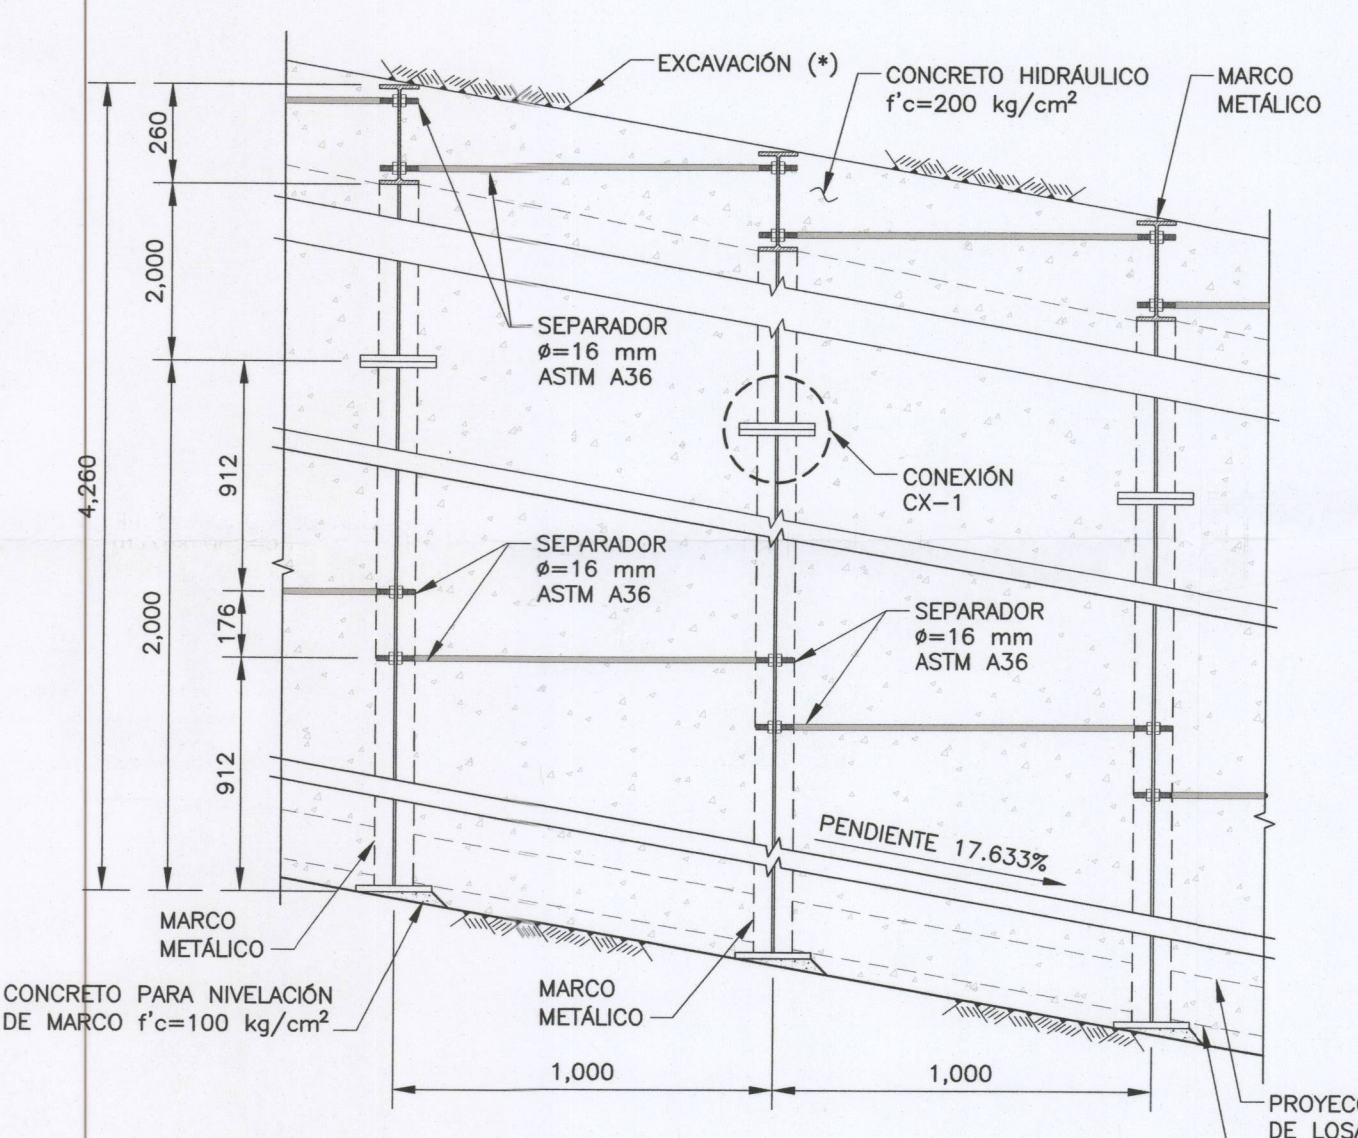 EXCAVACIÓN (*)
CONCRETO HIDRÁULICO
f'c=200 kg/cm²
MARCO
METÁLICO
260
2,000
SEPARADOR
ø=16 mm
ASTM A36
4,260
912
CONEXIÓN
CX-1
SEPARADOR
ø=16 mm
ASTM A36
2,000
176
SEPARADOR
ø=16 mm
ASTM A36
912
PENDIENTE 17.633%
MARCO
METÁLICO
CONCRETO PARA NIVELACIÓN
DE MARCO f'c=100 kg/cm²
MARCO
METÁLICO
1,000
1,000
DE